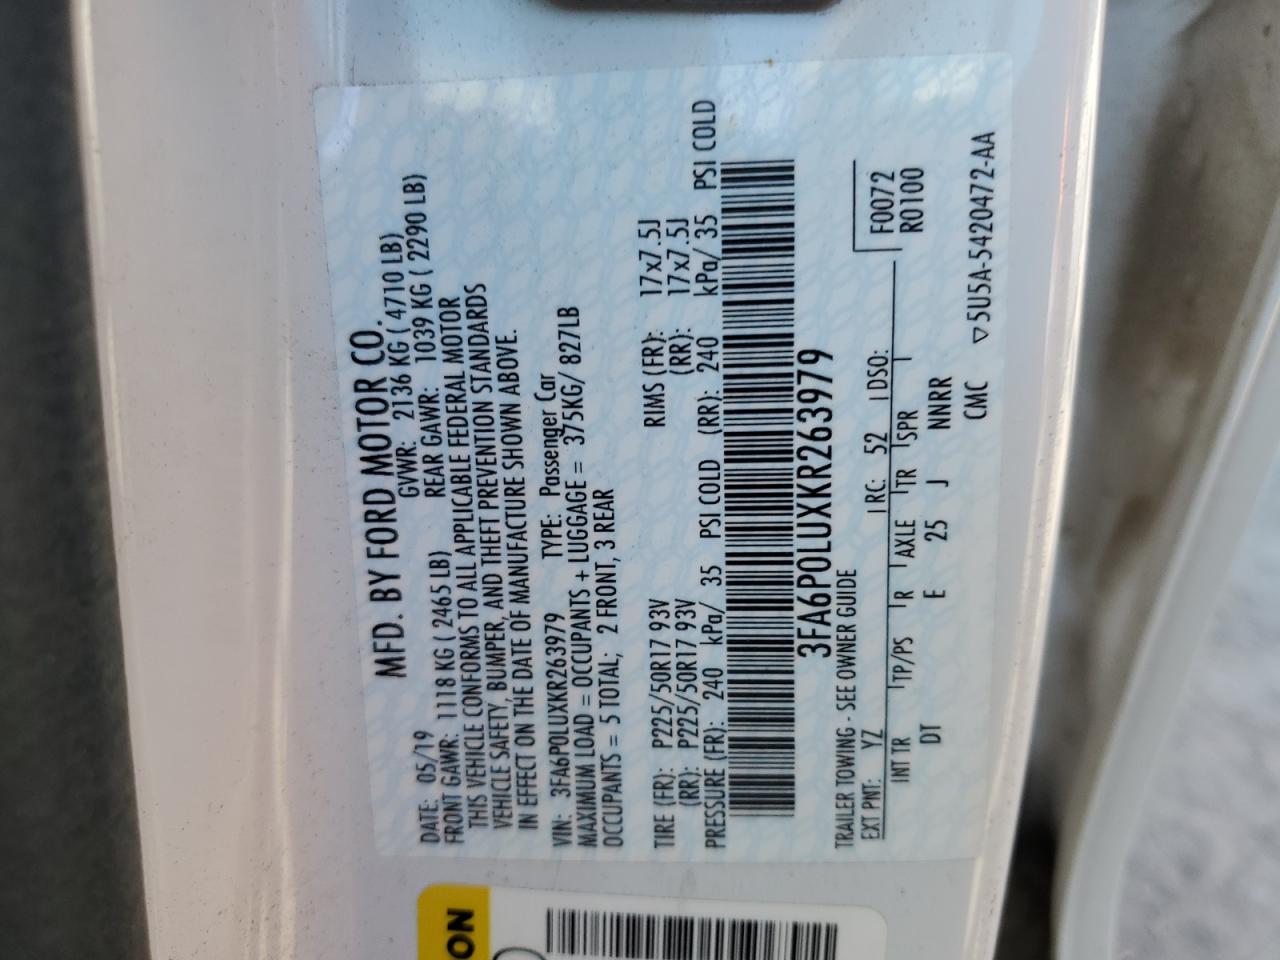 MFD. BY FORD MOTOR CO.
DATE: 05/19 GVWR: 2136 KG ( 4710 LB)
FRONT GAWR: 1118 KG ( 2465 LB) REAR GAWR: 1039 KG ( 2290 LB)
THIS VEHICLE CONFORMS TO ALL APPLICABLE FEDERAL MOTOR
VEHICLE SAFETY, BUMPER, AND THEFT PREVENTION STANDARDS
IN EFFECT ON THE DATE OF MANUFACTURE SHOWN ABOVE.
VIN: 3FA6P0LUXKR263979 TYPE: Passenger Car
MAXIMUM LOAD = OCCUPANTS + LUGGAGE = 375KG/ 827LB
OCCUPANTS = 5 TOTAL; 2 FRONT, 3 REAR
TIRE (FR): P225/50R17 93V RIMS (FR): 17x7.5J
(RR): P225/50R17 93V (RR): 17x7.5J
PRESSURE (FR): 240 kPa/ 35 PSI COLD (RR): 240 kPa/ 35 PSI COLD
3FA6P0LUXKR263979
TRAILER TOWING - SEE OWNER GUIDE F0072
EXT PNT: YZ RC: 52 DSO: R0100
INT TR TP/PS R AXLE TR SPR
DT E 25 J NNRR
CMC ▽5U5A-5420472-AA
ON